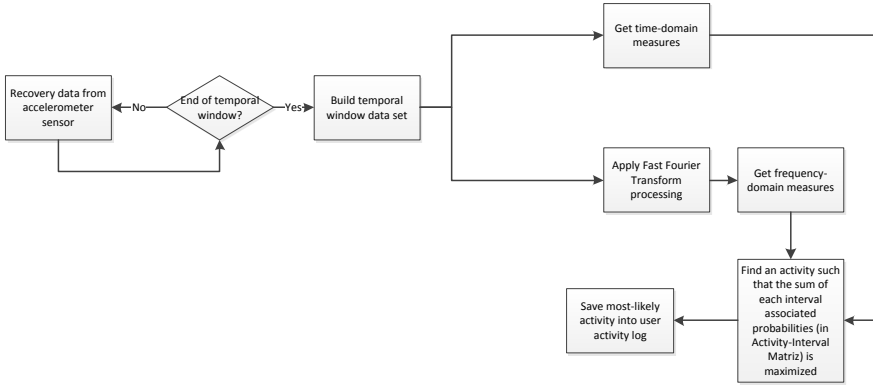 Recovery data from
accelerometer
sensor
No
End of temporal
window?
Yes
Build temporal
window data set
Get time-domain
measures
Apply Fast Fourier
Transform
processing
Get frequency-
domain measures
Find an activity such
that the sum of
each interval
associated
probabilities (in
Activity-Interval
Matriz) is
maximized
Save most-likely
activity into user
activity log